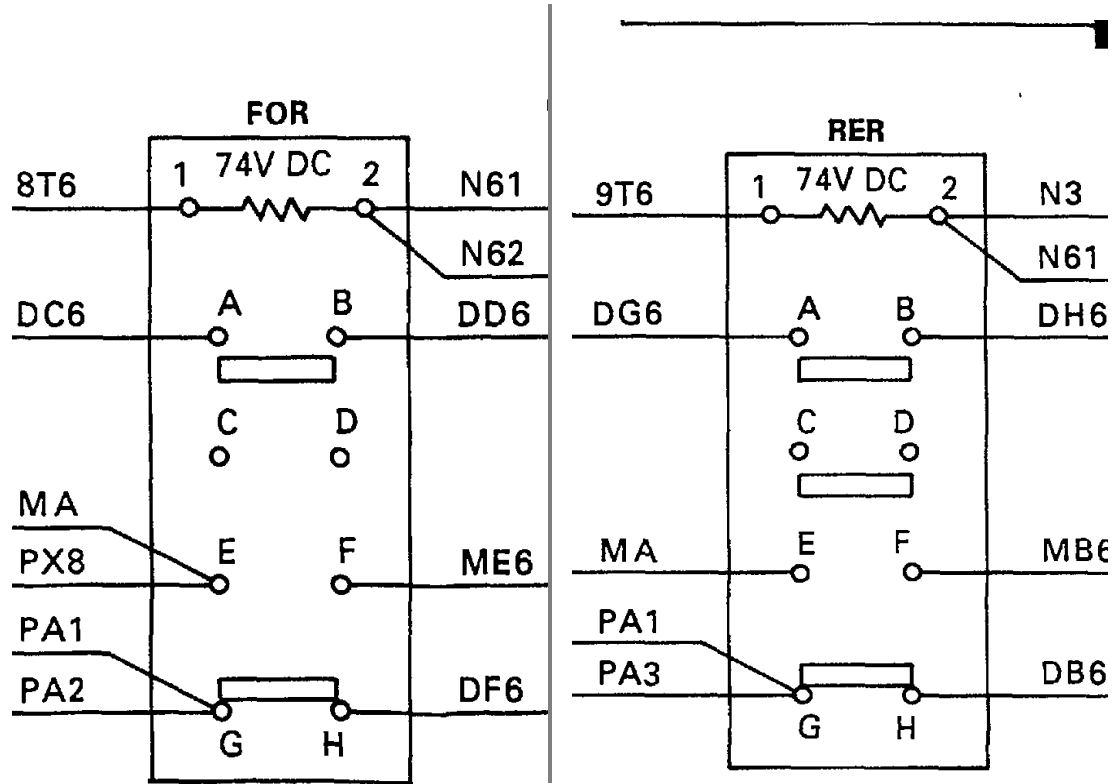 FOR
1 74V DC 2
8T6 N61
N62
A B
DC6 DD6
C D
MA
E F
PX8 ME6
PA1
PA2 DF6
G H
RER
1 74V DC 2
9T6 N3
N61
A B
DG6 DH6
C D
E F
MA MB6
PA1
PA3 DB6
G H